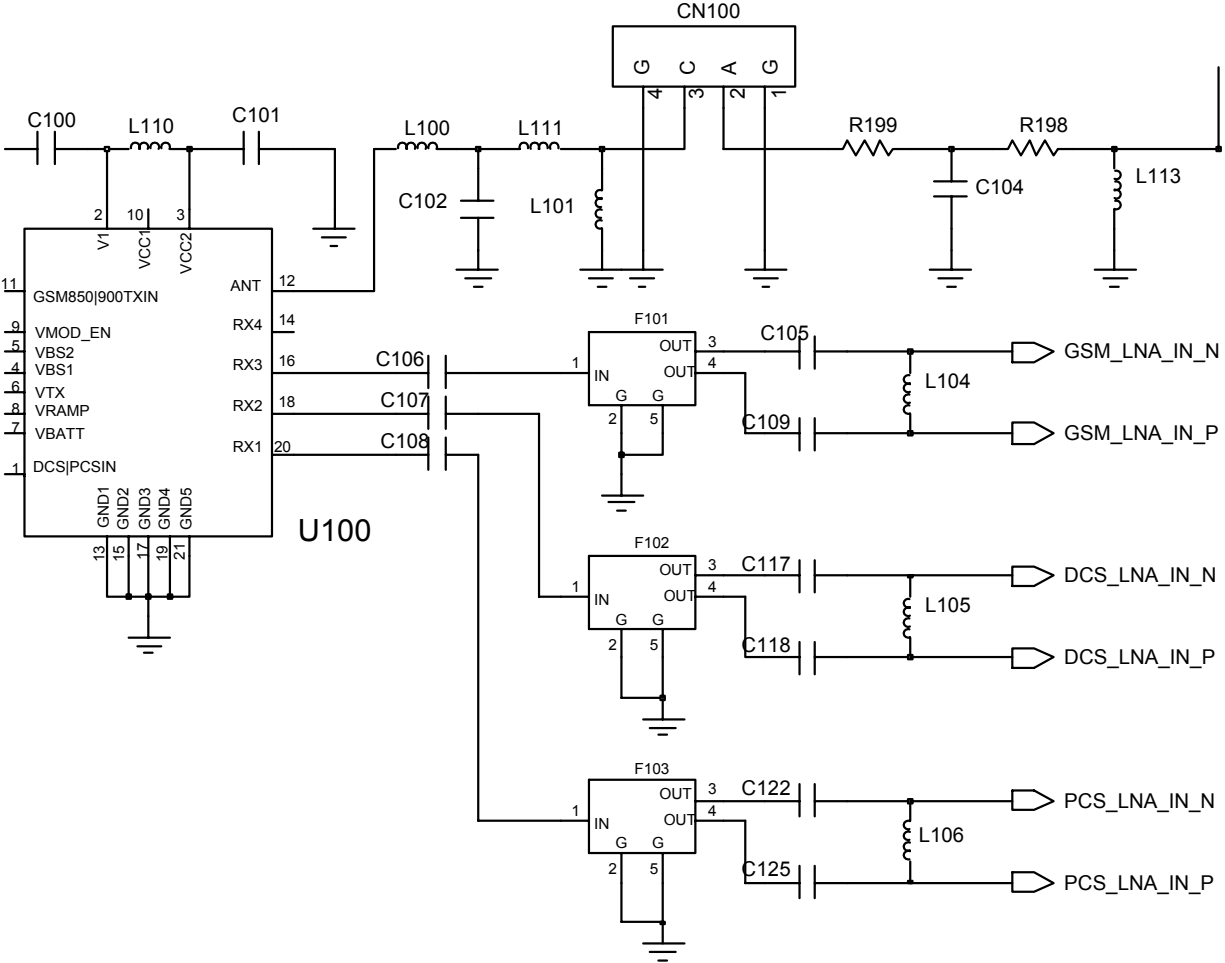 CN100
G C A G
4 3 2 1
C100
L110
C101
L100
L111
R199
R198
C102
L101
C104
L113
2 10 3
V1 VCC1 VCC2
11 GSM850|900TXIN
9 VMOD_EN
5 VBS2
4 VBS1
6 VTX
8 VRAMP
7 VBATT
1 DCS|PCSIN
ANT 12
RX4 14
RX3 16
RX2 18
RX1 20
GND1 GND2 GND3 GND4 GND5
13 15 17 19 21
U100
C106
C107
C108
F101
1 IN
OUT 3
OUT 4
G G
2 5
C105
C109
L104
GSM_LNA_IN_N
GSM_LNA_IN_P
F102
1 IN
OUT 3
OUT 4
G G
2 5
C117
C118
L105
DCS_LNA_IN_N
DCS_LNA_IN_P
F103
1 IN
OUT 3
OUT 4
G G
2 5
C122
C125
L106
PCS_LNA_IN_N
PCS_LNA_IN_P